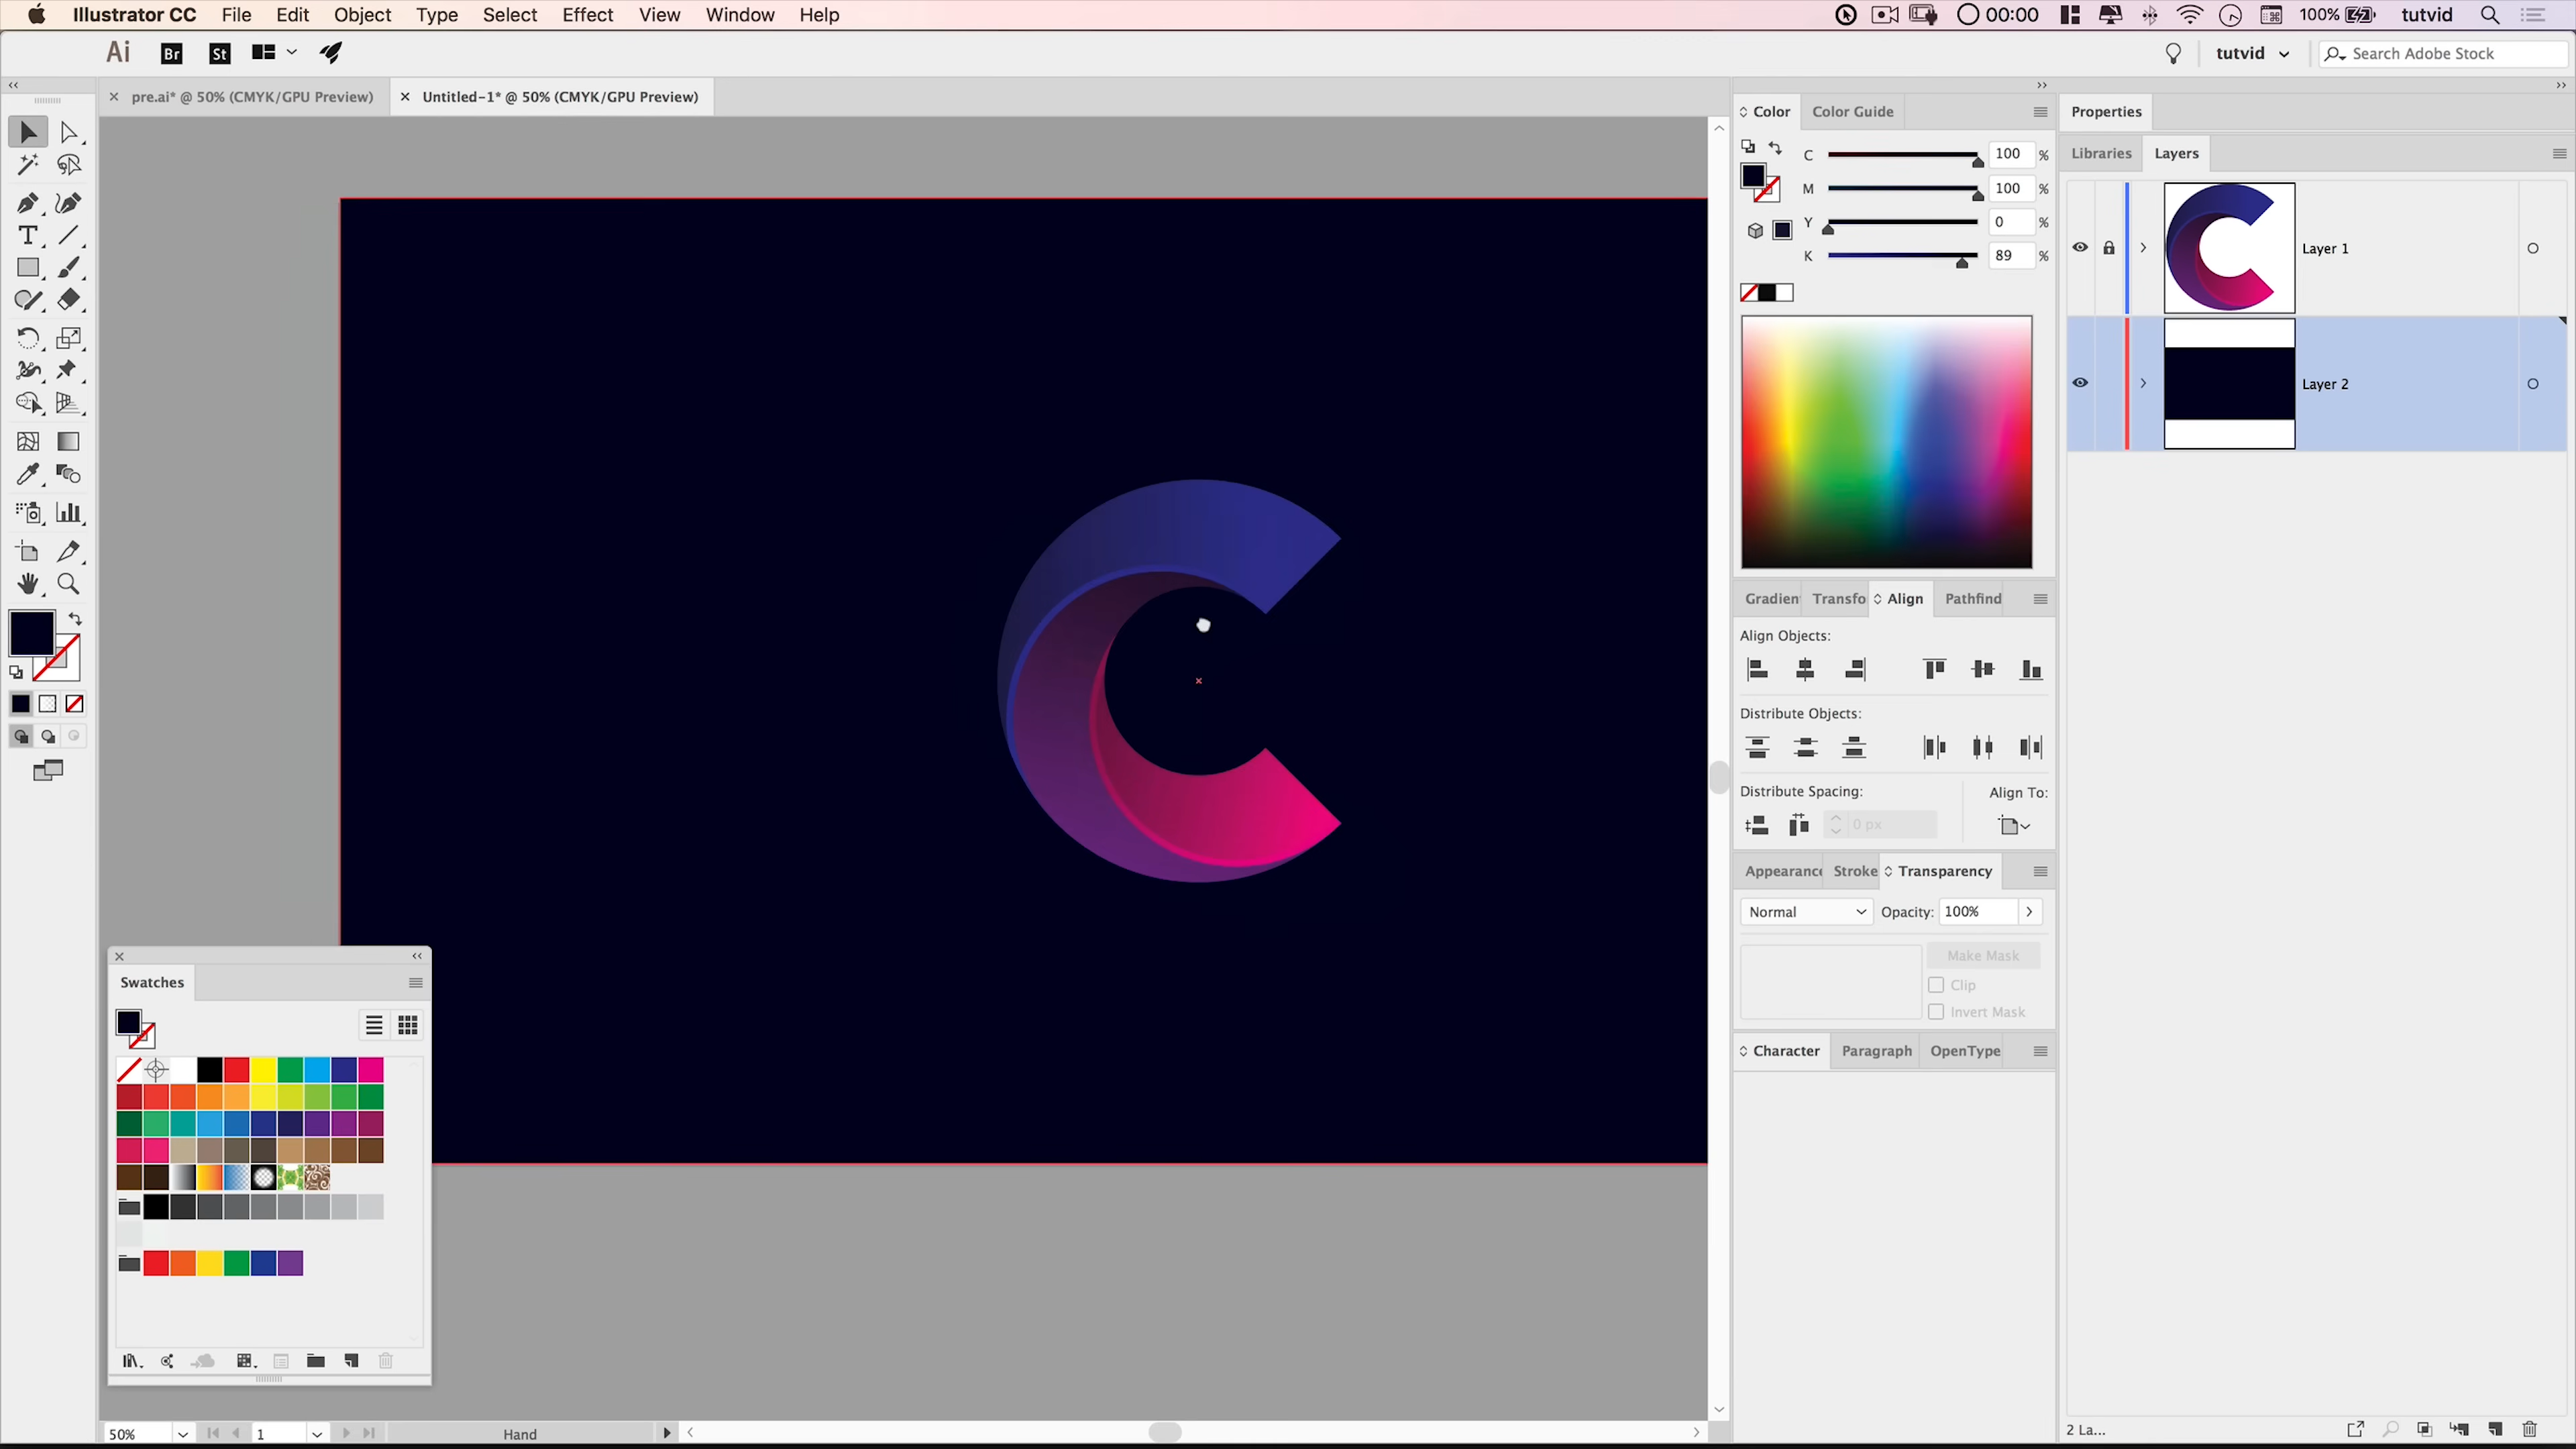 Illustrator CC File Edit Object Type Select Effect View Window Help 00:00 100% tutvid
Ai Br St tutvid Search Adobe Stock
pre.ai* @ 50% (CMYK/GPU Preview) Untitled-1* @ 50% (CMYK/GPU Preview)
Color Color Guide
C 100 %
M 100 %
Y 0 %
K 89 %
Gradien Transfo Align Pathfind
Align Objects:
Distribute Objects:
Distribute Spacing: Align To:
0 px
Appearanc Stroke Transparency
Normal Opacity: 100%
Make Mask
Clip
Invert Mask
Character Paragraph OpenType
Properties
Libraries Layers
Layer 1
Layer 2
2 La...
Swatches
50% 1 Hand